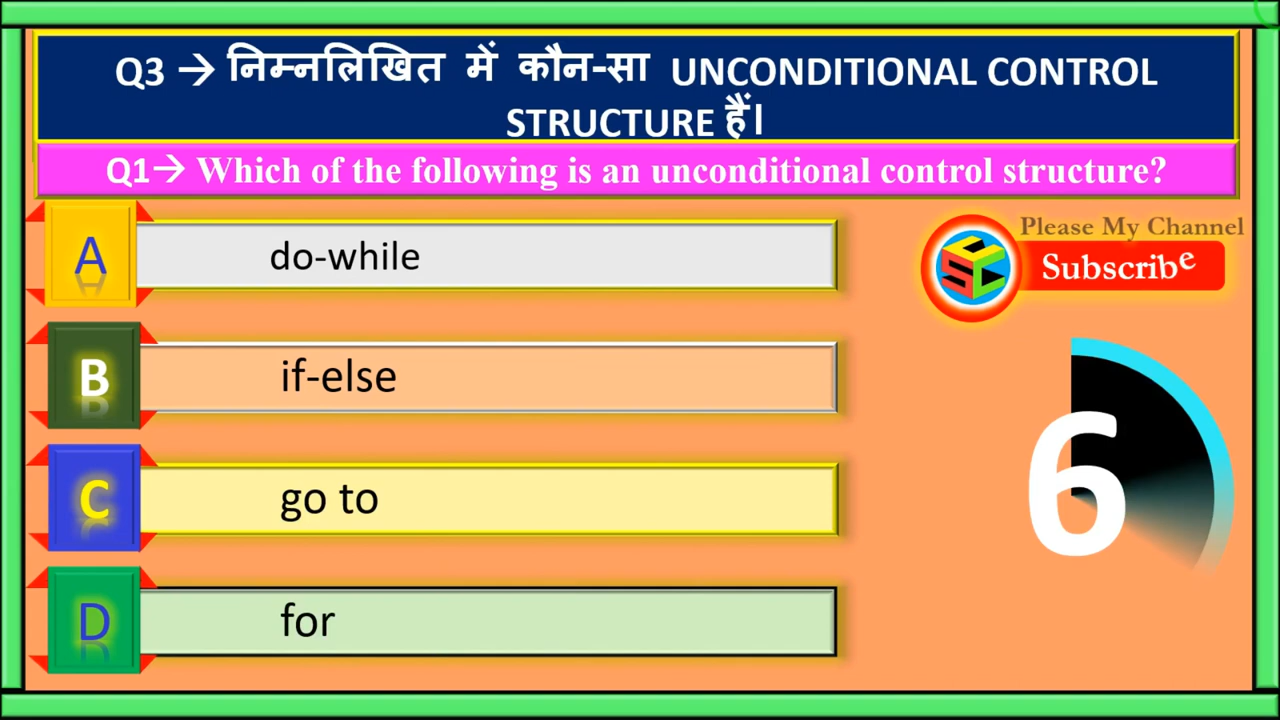 Q3 → निम्नलिखित में कौन-सा UNCONDITIONAL CONTROL
STRUCTURE हैं।
Q1→ Which of the following is an unconditional control structure?
A do-while
B if-else
C go to
D for
Please My Channel
Subscribe
6